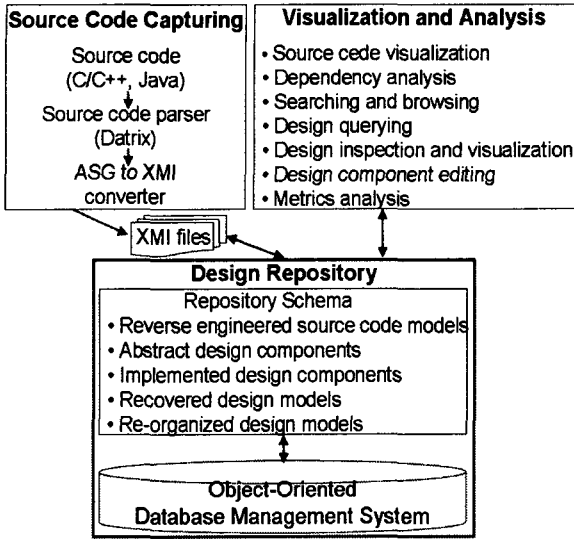 Source Code Capturing
Source code
(C/C++, Java)
Source code parser
(Datrix)
ASG to XMI
converter
Visualization and Analysis
• Source cede visualization
• Dependency analysis
• Searching and browsing
• Design querying
• Design inspection and visualization
• Design component editing
• Metrics analysis
XMI files
Design Repository
Repository Schema
• Reverse engineered source code models
• Abstract design components
• Implemented design components
• Recovered design models
• Re-organized design models
Object-Oriented
Database Management System